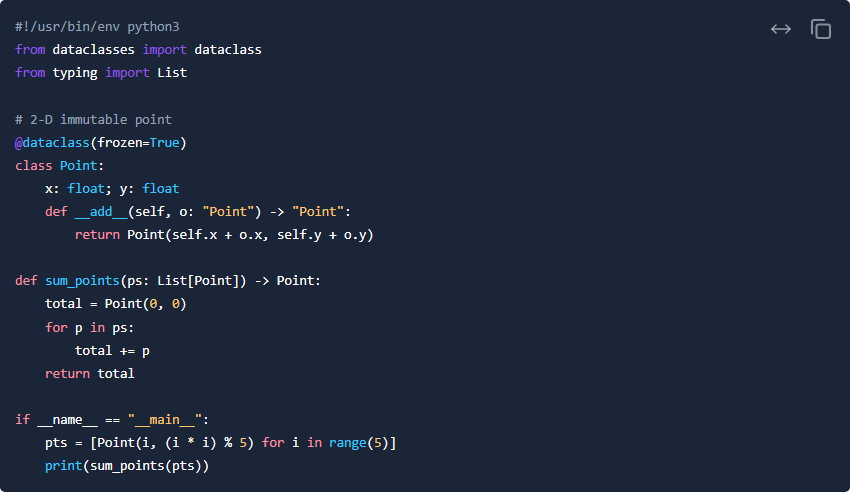 #!/usr/bin/env python3
from dataclasses import dataclass
from typing import List

# 2-D immutable point
@dataclass(frozen=True)
class Point:
    x: float; y: float
    def __add__(self, o: "Point") -> "Point":
        return Point(self.x + o.x, self.y + o.y)

def sum_points(ps: List[Point]) -> Point:
    total = Point(0, 0)
    for p in ps:
        total += p
    return total

if __name__ == "__main__":
    pts = [Point(i, (i * i) % 5) for i in range(5)]
    print(sum_points(pts))